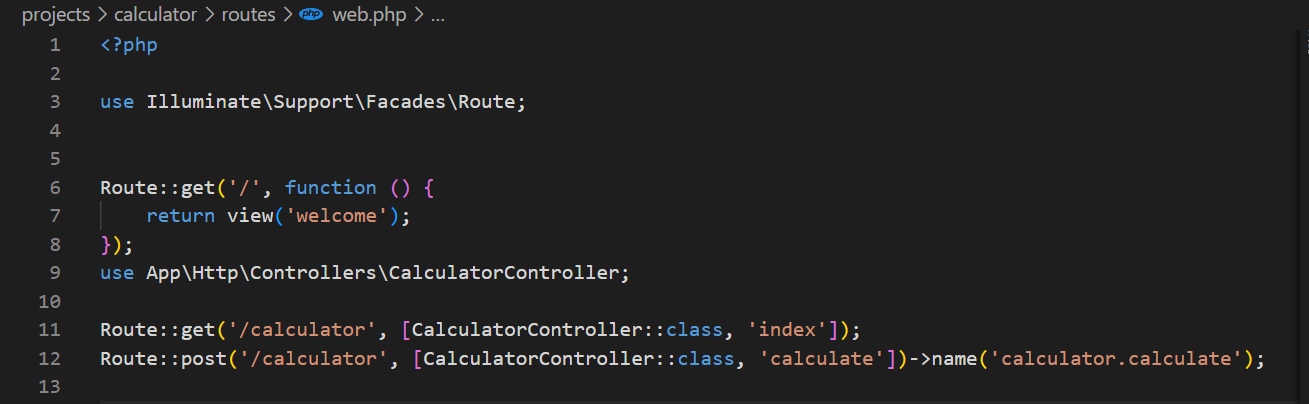 projects > calculator > routes > php web.php > ...
1 <?php
2
3 use Illuminate\Support\Facades\Route;
4
5
6 Route::get('/', function () {
7     return view('welcome');
8 });
9 use App\Http\Controllers\CalculatorController;
10
11 Route::get('/calculator', [CalculatorController::class, 'index']);
12 Route::post('/calculator', [CalculatorController::class, 'calculate'])->name('calculator.calculate');
13